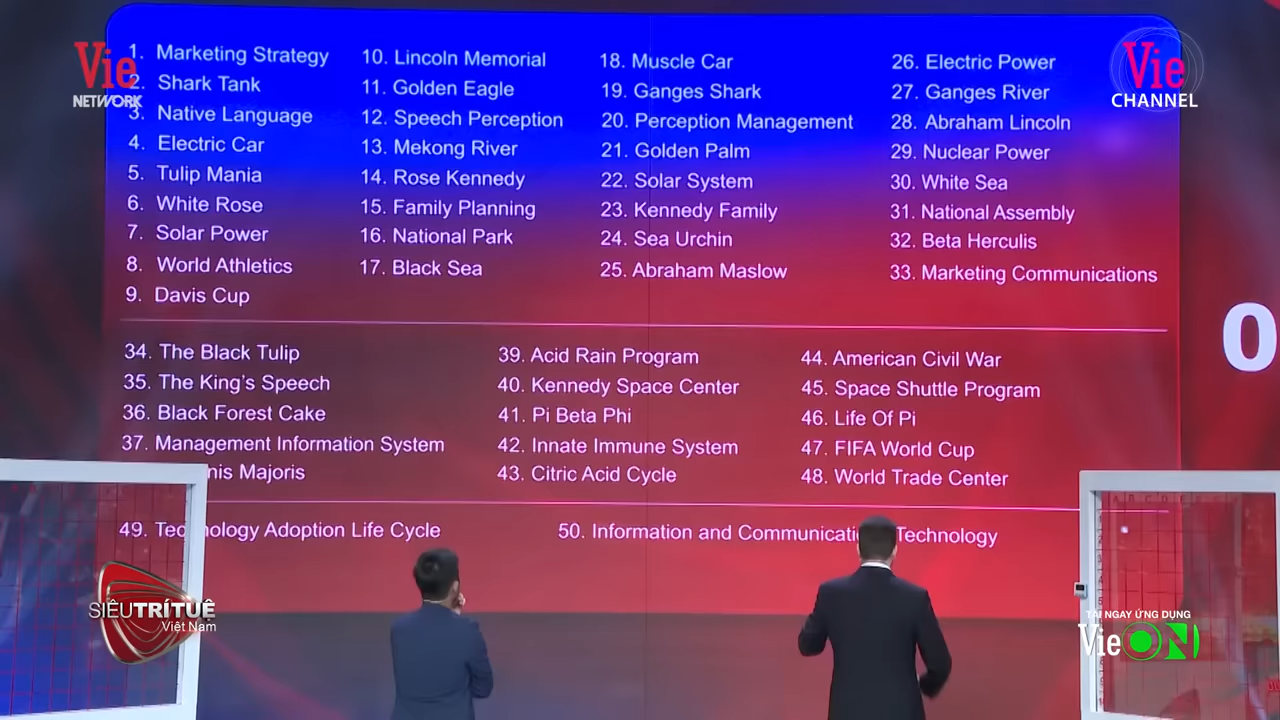 1. Marketing Strategy
2. Shark Tank
3. Native Language
4. Electric Car
5. Tulip Mania
6. White Rose
7. Solar Power
8. World Athletics
9. Davis Cup
10. Lincoln Memorial
11. Golden Eagle
12. Speech Perception
13. Mekong River
14. Rose Kennedy
15. Family Planning
16. National Park
17. Black Sea
18. Muscle Car
19. Ganges Shark
20. Perception Management
21. Golden Palm
22. Solar System
23. Kennedy Family
24. Sea Urchin
25. Abraham Maslow
26. Electric Power
27. Ganges River
28. Abraham Lincoln
29. Nuclear Power
30. White Sea
31. National Assembly
32. Beta Herculis
33. Marketing Communications
34. The Black Tulip
35. The King's Speech
36. Black Forest Cake
37. Management Information System
Majoris
39. Acid Rain Program
40. Kennedy Space Center
41. Pi Beta Phi
42. Innate Immune System
43. Citric Acid Cycle
44. American Civil War
45. Space Shuttle Program
46. Life Of Pi
47. FIFA World Cup
48. World Trade Center
49. Technology Adoption Life Cycle
50. Information and Communication Technology
0
Vie
NETWORK
Vie
CHANNEL
SIÊU TRÍ TUỆ
Việt Nam
TẢI NGAY ỨNG DỤNG
VieON